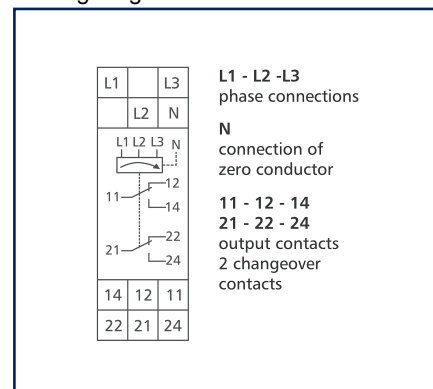 L1 L3
L2 N
L1 L2 L3 N
12
11
14
22
21
24
14 12 11
22 21 24
L1 - L2 -L3
phase connections
N
connection of
zero conductor
11 - 12 - 14
21 - 22 - 24
output contacts
2 changeover
contacts